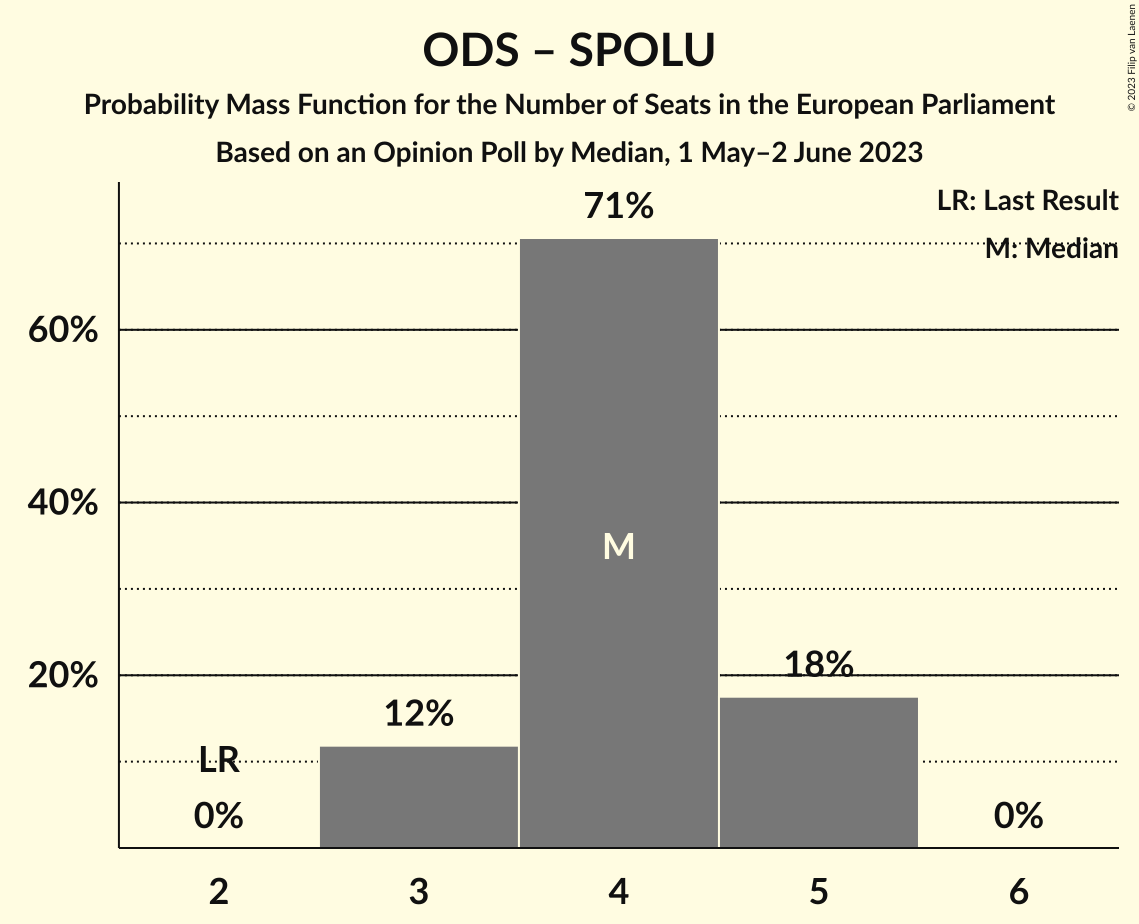 ODS – SPOLU
Probability Mass Function for the Number of Seats in the European Parliament
Based on an Opinion Poll by Median, 1 May–2 June 2023
© 2023 Filip van Laenen
LR: Last Result
M: Median
71%
60%
40%
20%
M
18%
12%
LR
0%
0%
2 3 4 5 6